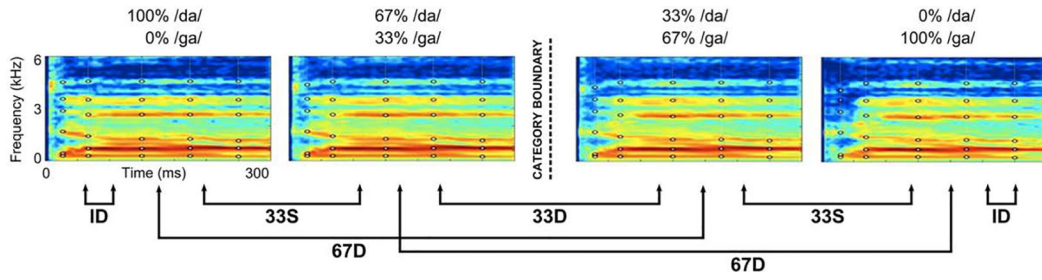 100% /da/ 67% /da/ 33% /da/ 0% /da/
0% /ga/ 33% /ga/ 67% /ga/ 100% /ga/
Frequency (kHz)
6
3
0
0 Time (ms) 300
CATEGORY BOUNDARY
ID 33S 33D 33S ID
67D
67D